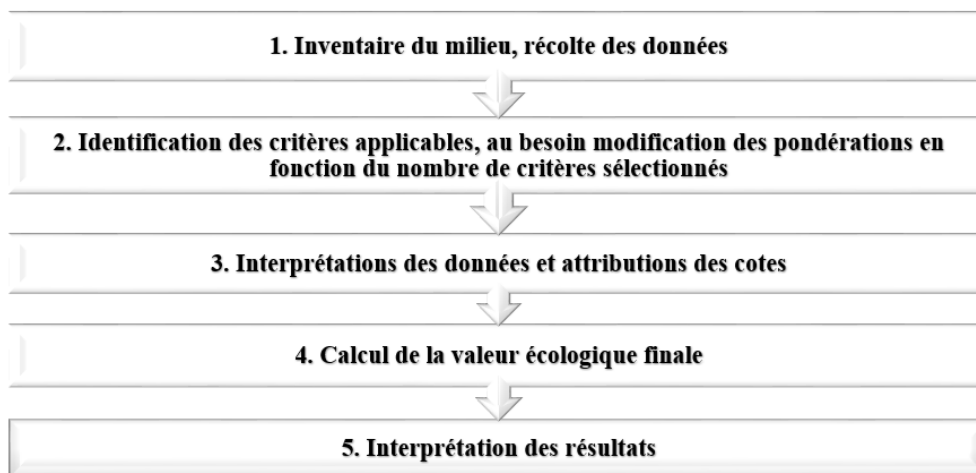 1. Inventaire du milieu, récolte des données
2. Identification des critères applicables, au besoin modification des pondérations en
fonction du nombre de critères sélectionnés
3. Interprétations des données et attributions des cotes
4. Calcul de la valeur écologique finale
5. Interprétation des résultats